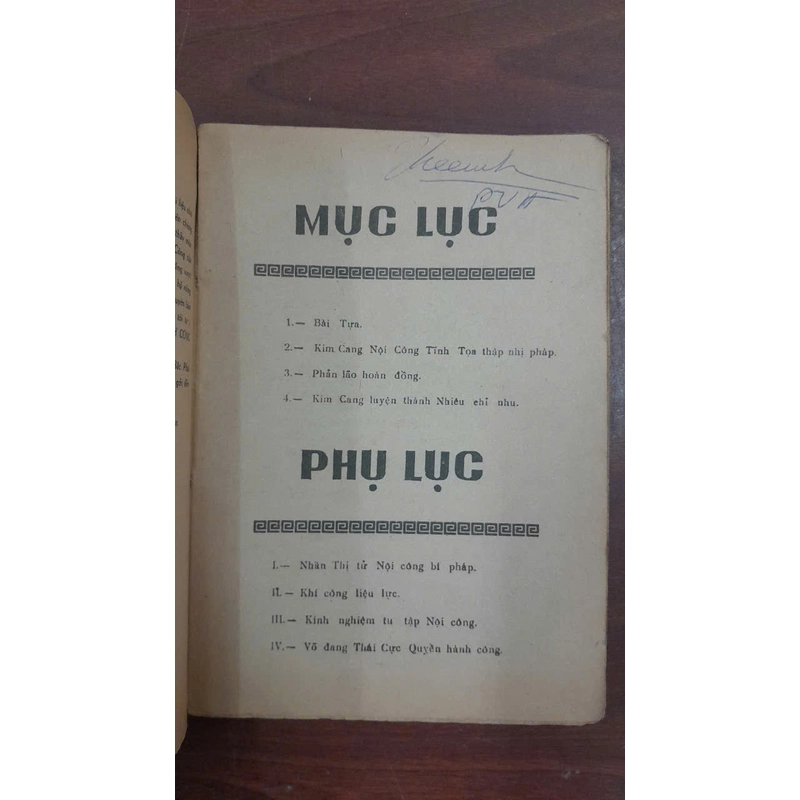 MỤC LỤC
1.— Bài Tựa.
2.— Kim Cang Nội Công Tĩnh Tọa thập nhị pháp.
3.— Phản lão hoàn đồng.
4.— Kim Cang luyện thành Nhiêu chỉ nhu.
PHỤ LỤC
I.— Nhân Thị tử Nội công bí pháp.
II.— Khí công liệu lực.
III.— Kinh nghiệm tu tập Nội công.
IV.— Võ đang Thái Cực Quyền hành công.